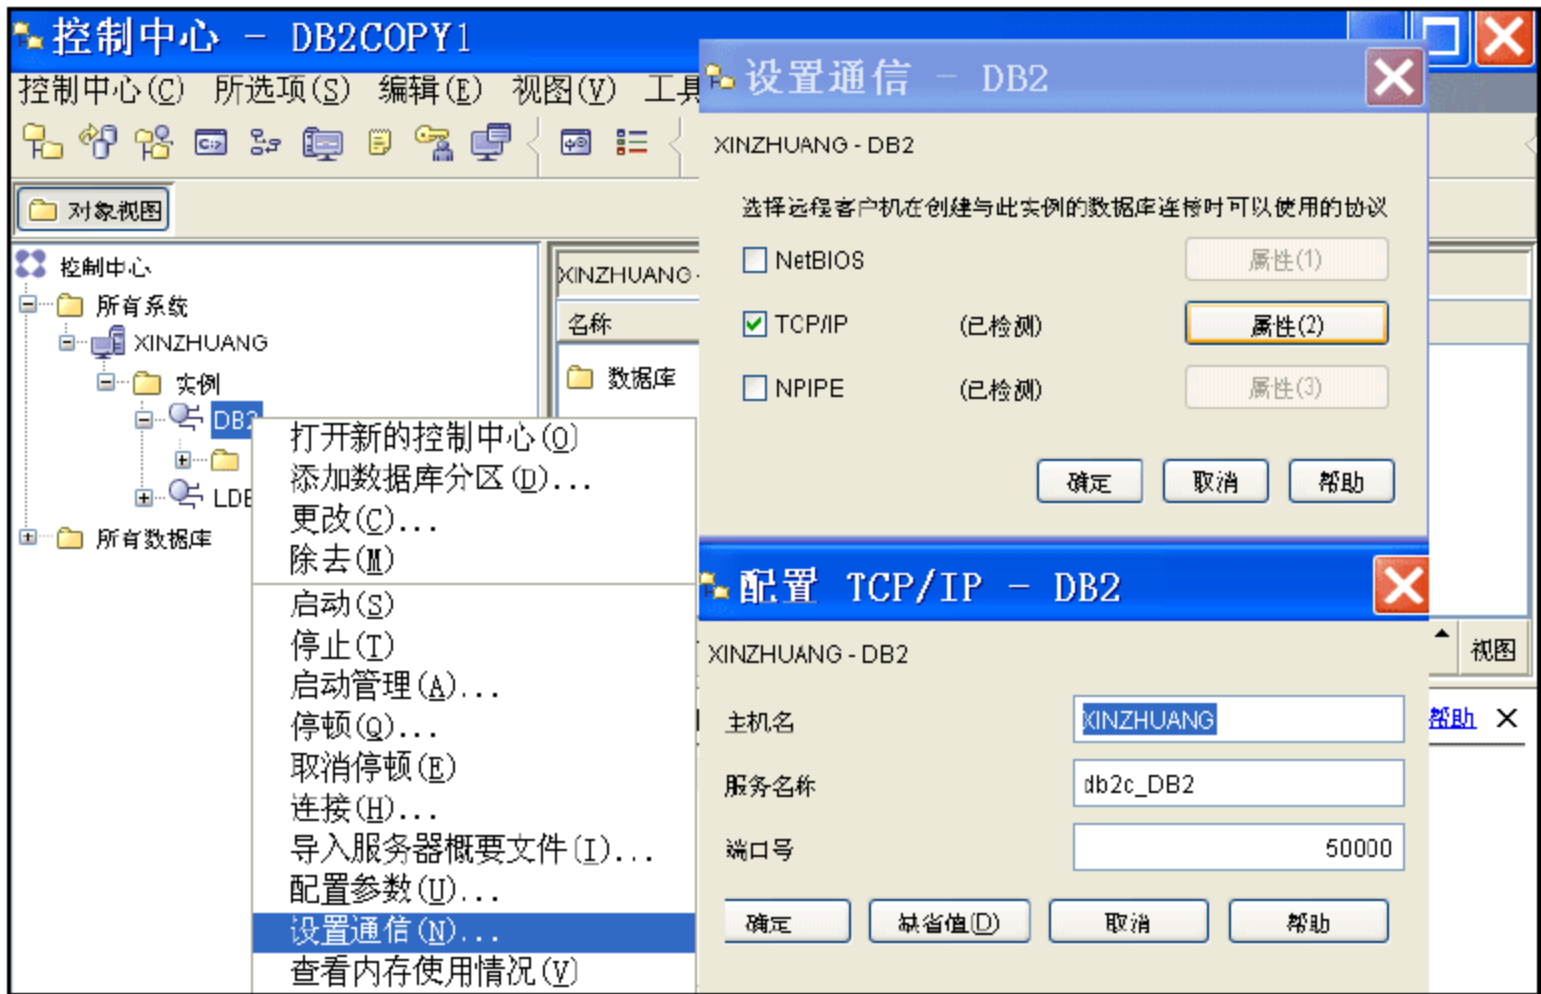 控制中心 - DB2COPY1
控制中心(C) 所选项(S) 编辑(E) 视图(V) 工具
对象视图
控制中心
所有系统
XINZHUANG
实例
DB2
LDB
所有数据库
XINZHUANG -
名称
数据库
打开新的控制中心(O)
添加数据库分区(D)...
更改(C)...
除去(M)
启动(S)
停止(T)
启动管理(A)...
停顿(Q)...
取消停顿(E)
连接(H)...
导入服务器概要文件(I)...
配置参数(U)...
设置通信(N)...
查看内存使用情况(V)
设置通信 - DB2
XINZHUANG - DB2
选择远程客户机在创建与此实例的数据库连接时可以使用的协议
NetBIOS 属性(1)
TCP/IP (已检测) 属性(2)
NPIPE (已检测) 属性(3)
确定 取消 帮助
配置 TCP/IP - DB2
XINZHUANG - DB2
主机名 XINZHUANG
服务名称 db2c_DB2
端口号 50000
确定 缺省值(D) 取消 帮助
视图
帮助